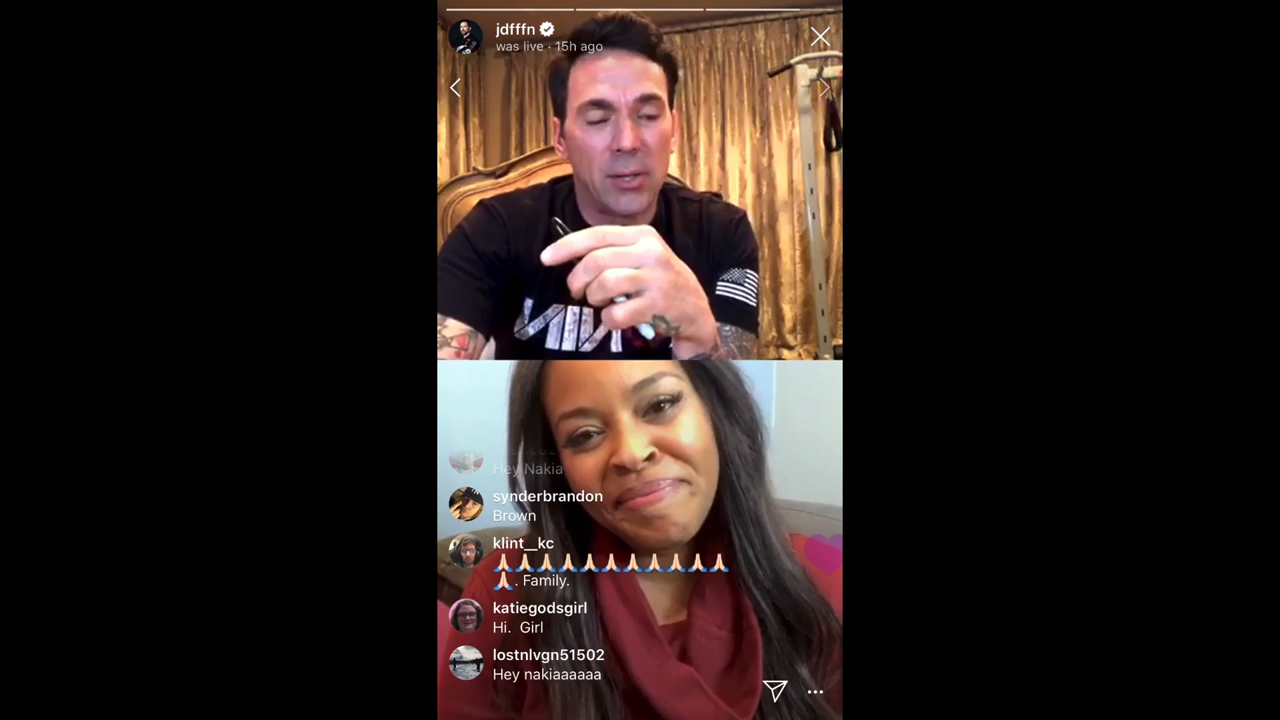 jdfffn
was live · 15h ago
Hey Nakia
synderbrandon
Brown
klint__kc
🙏🏻🙏🏻🙏🏻🙏🏻🙏🏻🙏🏻🙏🏻🙏🏻🙏🏻🙏🏻🙏🏻
🙏🏻. Family.
katiegodsgirl
Hi.  Girl
lostnlvgn51502
Hey nakiaaaaaa